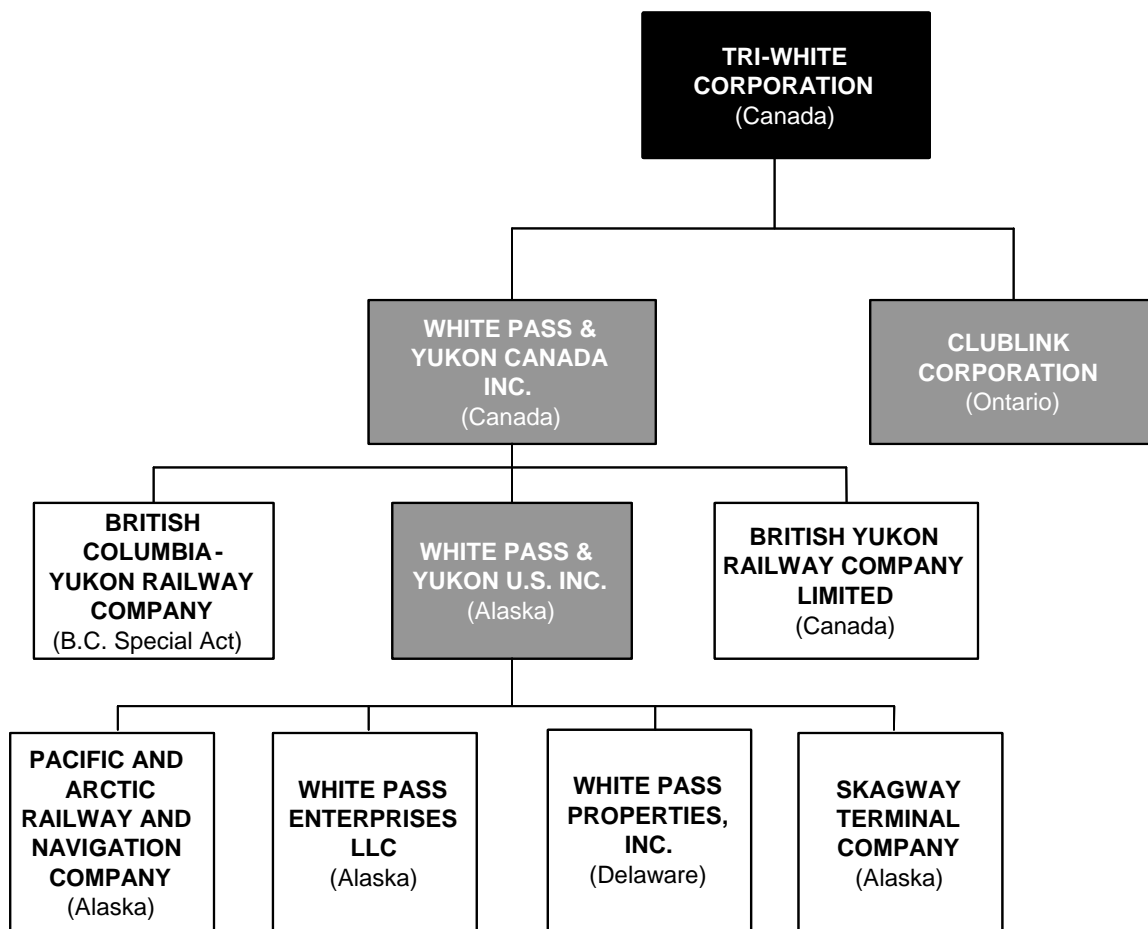 TRI-WHITE
CORPORATION
(Canada)
WHITE PASS &
YUKON CANADA
INC.
(Canada)
CLUBLINK
CORPORATION
(Ontario)
BRITISH
COLUMBIA-
YUKON RAILWAY
COMPANY
(B.C. Special Act)
WHITE PASS &
YUKON U.S. INC.
(Alaska)
BRITISH YUKON
RAILWAY COMPANY
LIMITED
(Canada)
PACIFIC AND
ARCTIC
RAILWAY AND
NAVIGATION
COMPANY
(Alaska)
WHITE PASS
ENTERPRISES
LLC
(Alaska)
WHITE PASS
PROPERTIES,
INC.
(Delaware)
SKAGWAY
TERMINAL
COMPANY
(Alaska)